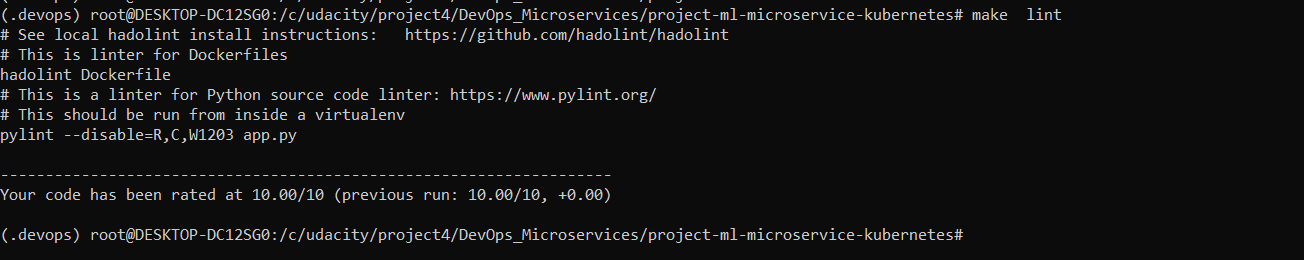 (.devops) root@DESKTOP-DC12SG0:/c/udacity/project4/DevOps_Microservices/project-ml-microservice-kubernetes# make  lint
# See local hadolint install instructions:   https://github.com/hadolint/hadolint
# This is linter for Dockerfiles
hadolint Dockerfile
# This is a linter for Python source code linter: https://www.pylint.org/
# This should be run from inside a virtualenv
pylint --disable=R,C,W1203 app.py
--------------------------------------------------------------------
Your code has been rated at 10.00/10 (previous run: 10.00/10, +0.00)
(.devops) root@DESKTOP-DC12SG0:/c/udacity/project4/DevOps_Microservices/project-ml-microservice-kubernetes#